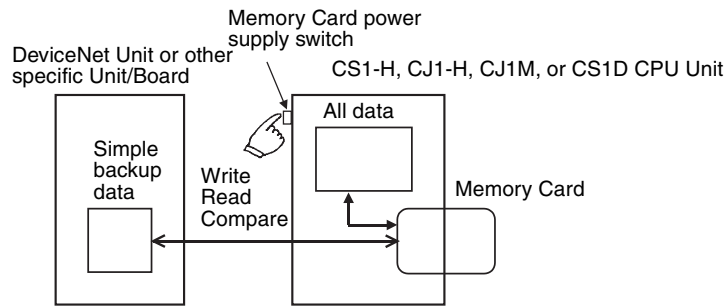 Memory Card power
supply switch
DeviceNet Unit or other
specific Unit/Board
CS1-H, CJ1-H, CJ1M, or CS1D CPU Unit
All data
Simple
backup
data
Write
Read
Compare
Memory Card